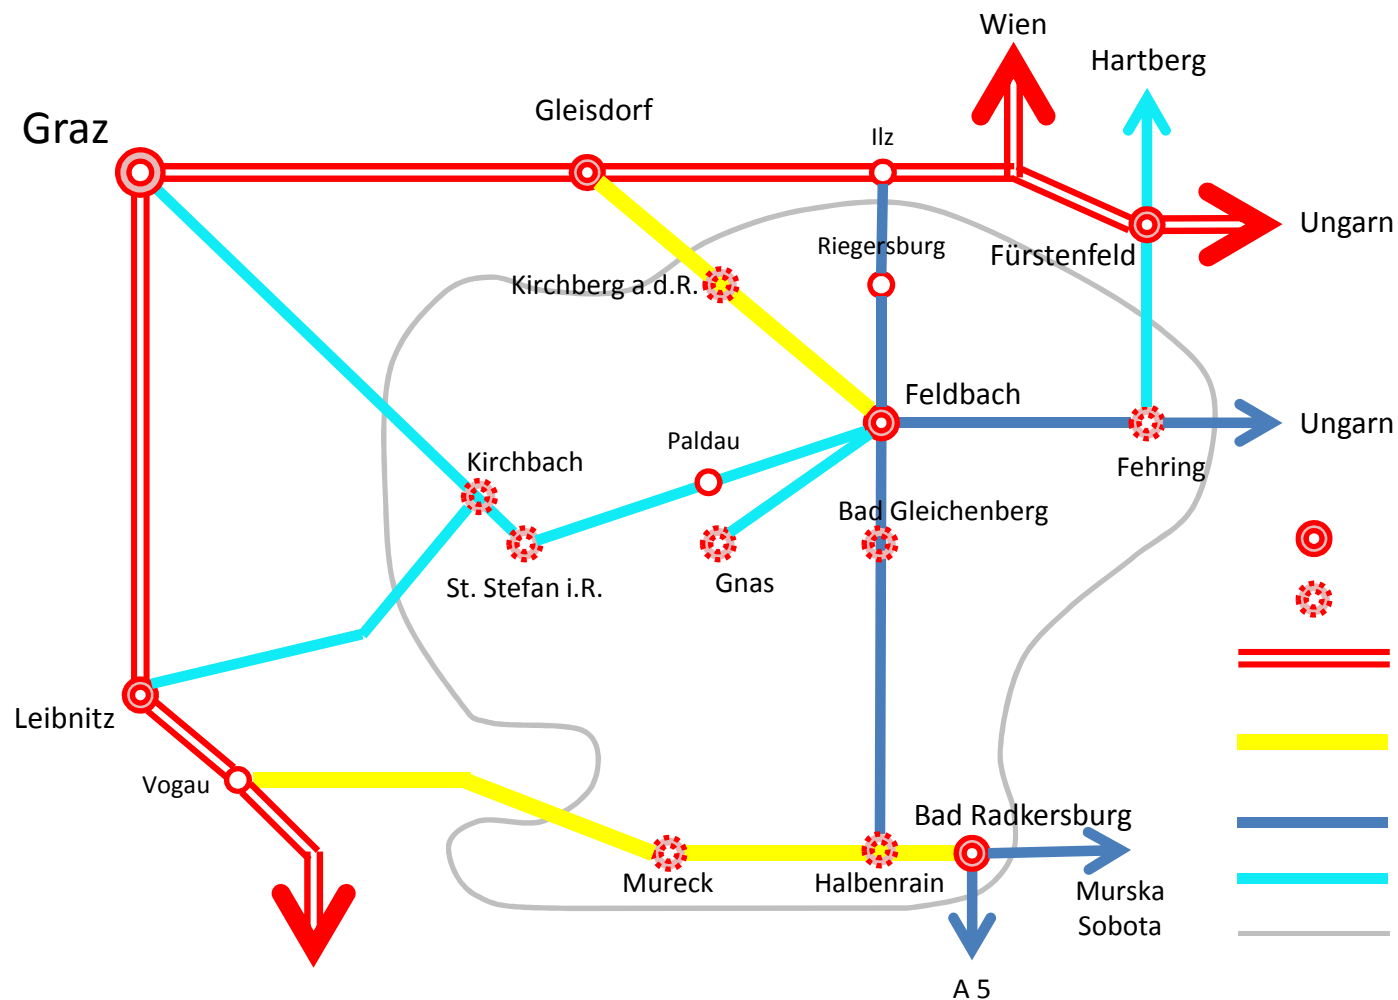 Wien
Hartberg
Gleisdorf
Graz
Ilz
Ungarn
Riegersburg
Fürstenfeld
Kirchberg a.d.R.
Feldbach
Ungarn
Paldau
Kirchbach
Fehring
Bad Gleichenberg
St. Stefan i.R.
Gnas
Leibnitz
Vogau
Bad Radkersburg
Mureck
Halbenrain
Murska
Sobota
A 5